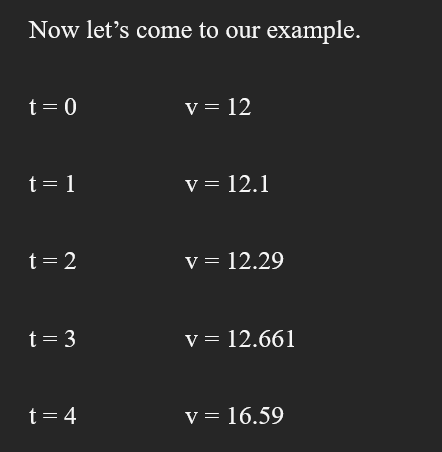 Now let’s come to our example.
t = 0 v = 12
t = 1 v = 12.1
t = 2 v = 12.29
t = 3 v = 12.661
t = 4 v = 16.59